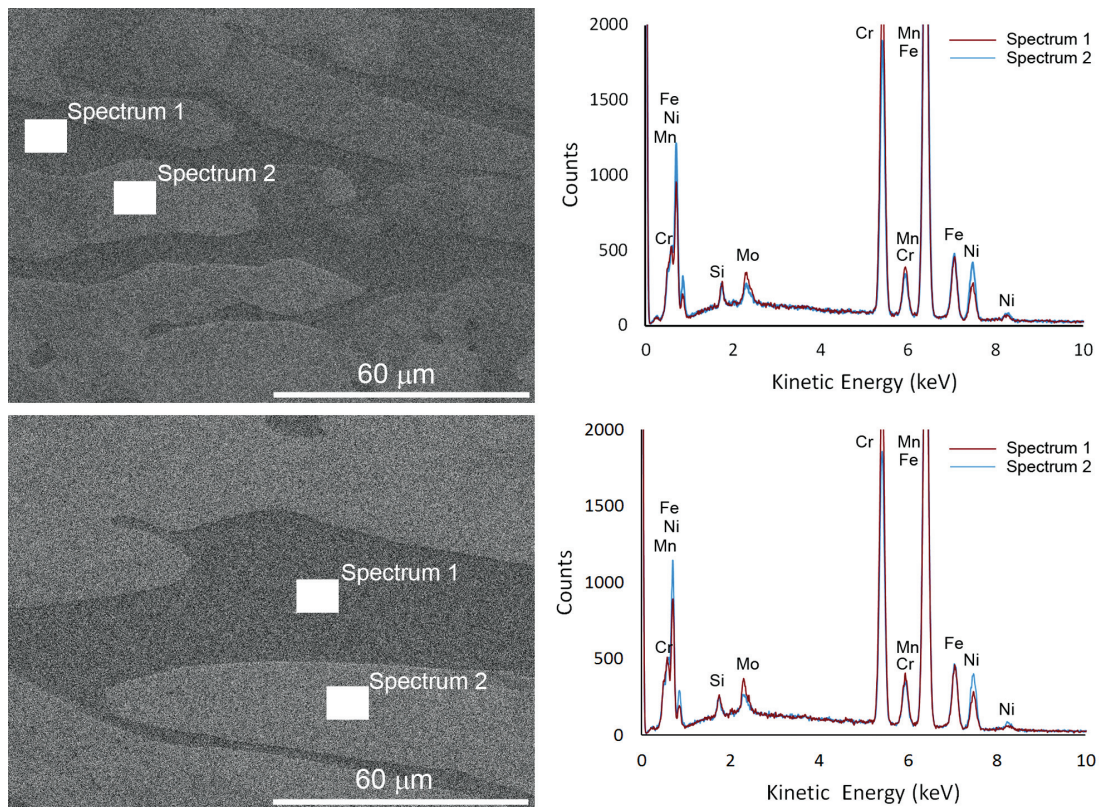 Spectrum 1
Spectrum 2
60 μm
2000
1500
1000
500
0
Counts
Fe
Ni
Mn
Cr
Si
Mo
Cr
Mn
Fe
Mn
Cr
Fe
Ni
Ni
Spectrum 1
Spectrum 2
0 2 4 6 8 10
Kinetic Energy (keV)
Spectrum 1
Spectrum 2
60 μm
2000
1500
1000
500
0
Counts
Fe
Ni
Mn
Cr
Si
Mo
Cr
Mn
Fe
Mn
Cr
Fe
Ni
Ni
Spectrum 1
Spectrum 2
0 2 4 6 8 10
Kinetic Energy (keV)